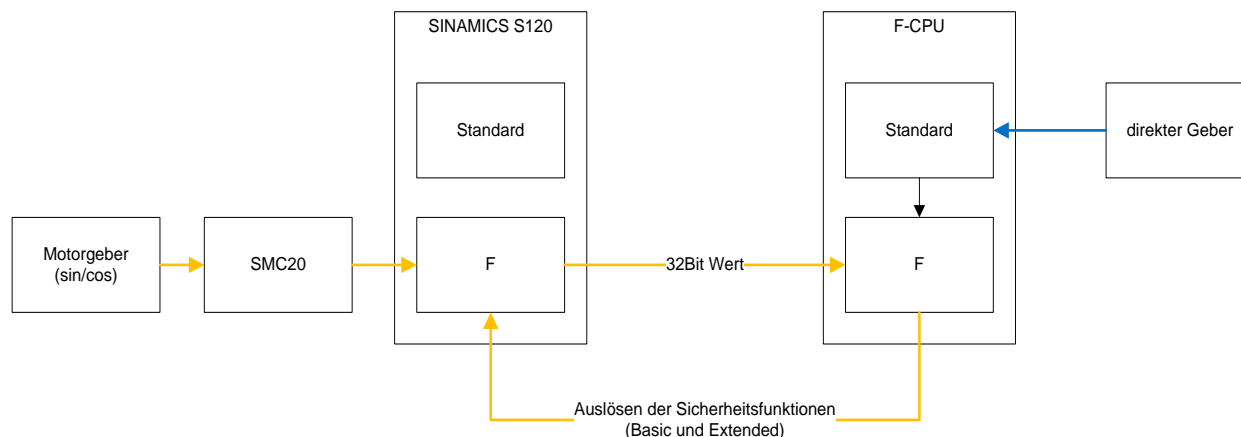 SINAMICS S120
F-CPU
Standard
Standard
direkter Geber
Motorgeber
(sin/cos)
SMC20
F
32Bit Wert
F
Auslösen der Sicherheitsfunktionen
(Basic und Extended)